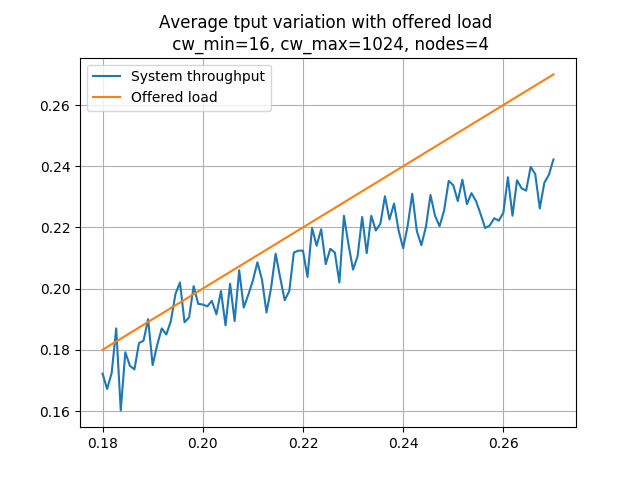 Average tput variation with offered load
cw_min=16, cw_max=1024, nodes=4
System throughput
Offered load
0.26
0.24
0.22
0.20
0.18
0.16
0.18 0.20 0.22 0.24 0.26